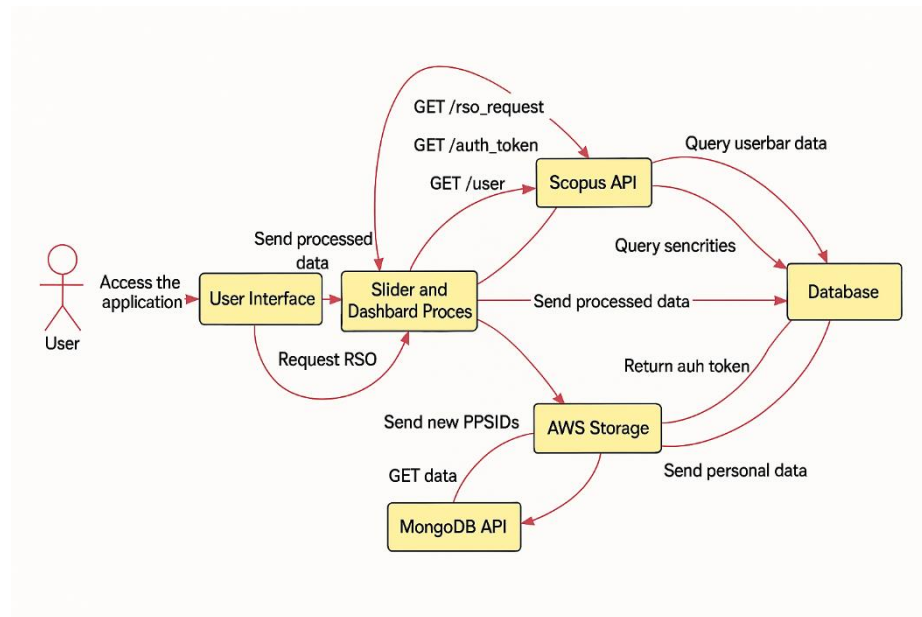 GET /rso_request
GET /auth_token
GET /user
Scopus API
Query userbar data
Query sencrities
Send processed
data
Access the
application
User
User Interface
Slider and
Dashbard Proces
Send processed data
Database
Request RSO
Return auh token
Send new PPSIDs
AWS Storage
Send personal data
GET data
MongoDB API